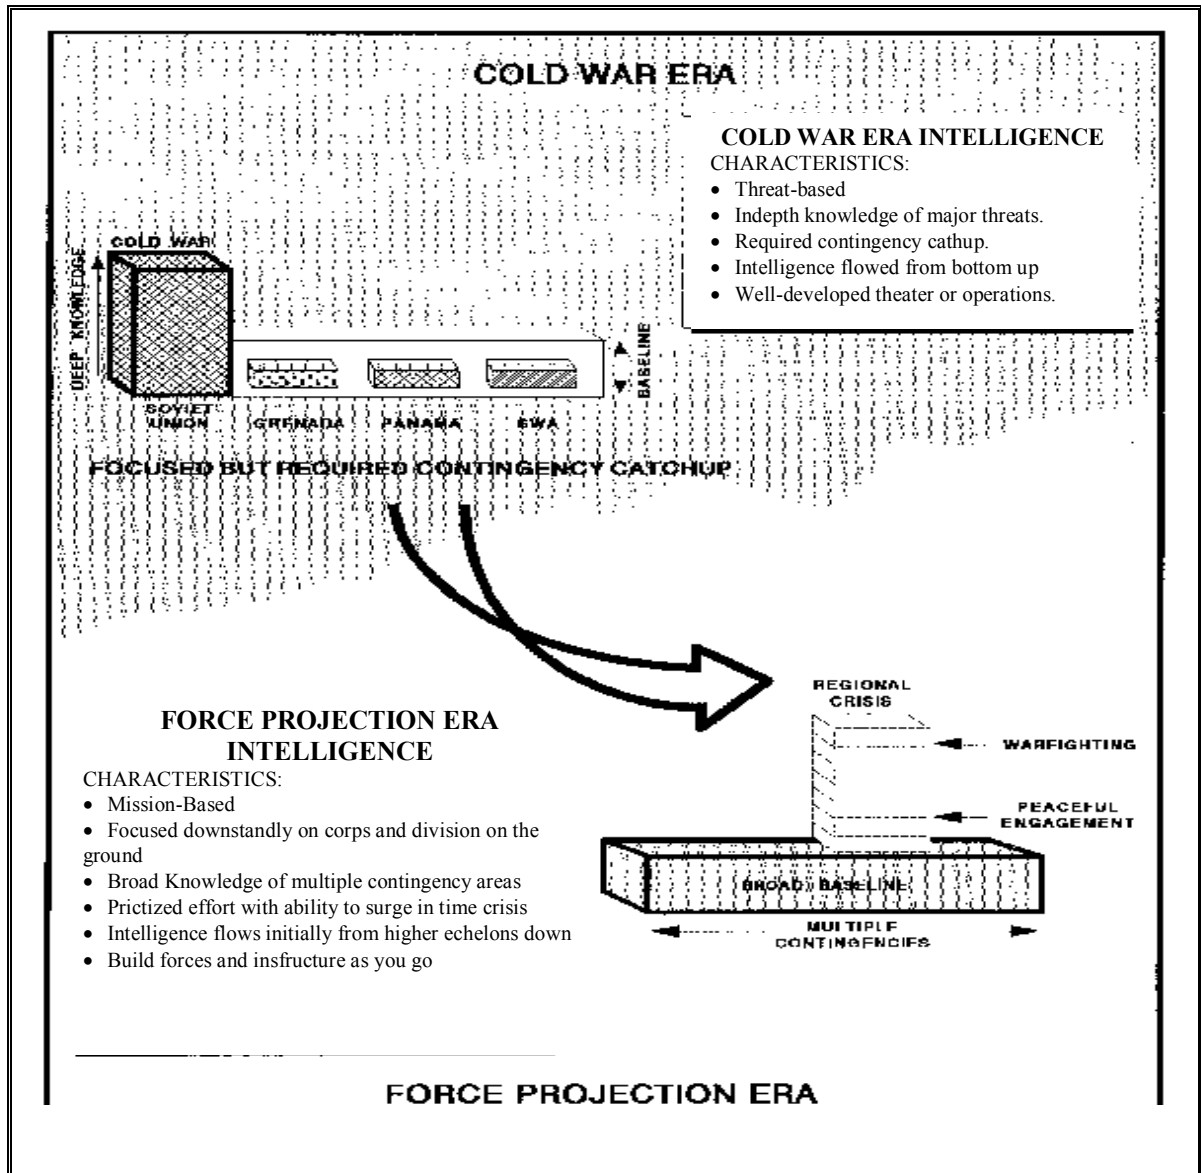 COLD WAR ERA
COLD WAR ERA INTELLIGENCE
CHARACTERISTICS:
• Threat-based
• Indepth knowledge of major threats.
• Required contingency cathup.
• Intelligence flowed from bottom up
• Well-developed theater or operations.
COLD WAR
DEEP KNOWLEDGE
BASELINE
SOVIET
UNION
GRENADA
PANAMA
SWA
FOCUSED BUT REQUIRED CONTINGENCY CATCHUP
REGIONAL
CRISIS
WARFIGHTING
PEACEFUL
ENGAGEMENT
BROAD BASELINE
MULTIPLE
CONTINGENCIES
FORCE PROJECTION ERA
INTELLIGENCE
CHARACTERISTICS:
• Mission-Based
• Focused downstandly on corps and division on the
ground
• Broad Knowledge of multiple contingency areas
• Prictized effort with ability to surge in time crisis
• Intelligence flows initially from higher echelons down
• Build forces and insfructure as you go
FORCE PROJECTION ERA